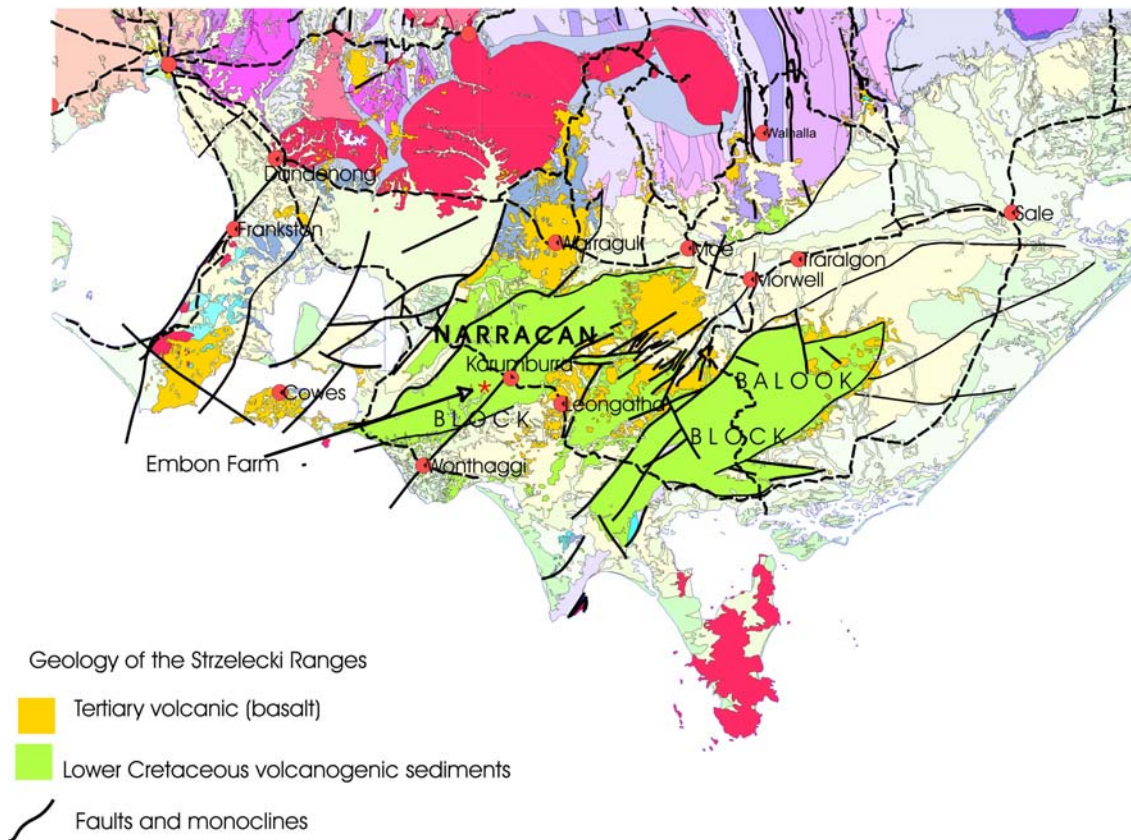 Walhalla
Dandenong
Sale
Frankston
Warragul
Moe
Traralgon
Morwell
NARRACAN
Korumburra
BALOOK
Cowes
Leongatha
BLOCK
BLOCK
Embon Farm
Wonthaggi
Geology of the Strzelecki Ranges
Tertiary volcanic (basalt)
Lower Cretaceous volcanogenic sediments
Faults and monoclines